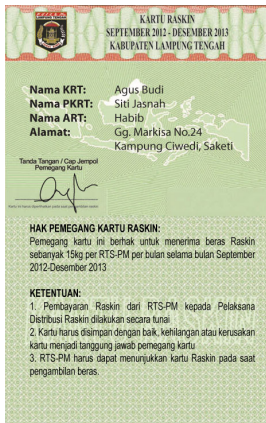 KARTU RASKIN
SEPTEMBER 2012 - DESEMBER 2013
KABUPATEN LAMPUNG TENGAH
Nama KRT: Agus Budi
Nama PKRT: Siti Jasnah
Nama ART: Habib
Alamat: Gg. Markisa No.24
Kampung Ciwedi, Saketi
Tanda Tangan / Cap Jempol
Pemegang Kartu
HAK PEMEGANG KARTU RASKIN:
Pemegang kartu ini berhak untuk menerima beras Raskin
sebanyak 15kg per RTS-PM per bulan selama bulan September
2012-Desember 2013
KETENTUAN:
1. Pembayaran Raskin dari RTS-PM kepada Pelaksana
Distribusi Raskin dilakukan secara tunai
2. Kartu harus disimpan dengan baik, kehilangan atau kerusakan
kartu menjadi tanggung jawab pemegang kartu
3. RTS-PM harus dapat menunjukkan kartu Raskin pada saat
pengambilan beras.